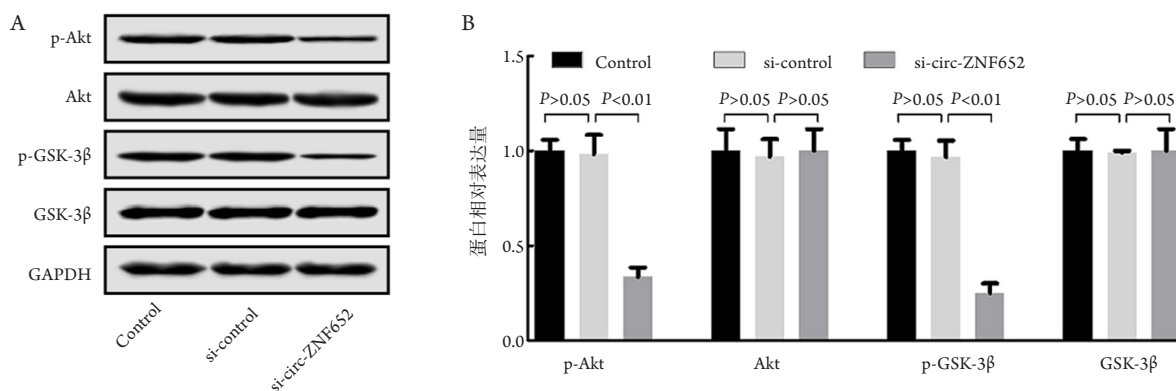 A
p-Akt
Akt
p-GSK-3β
GSK-3β
GAPDH
Control
si-control
si-circ-ZNF652
B
蛋白相对表达量
1.5
1.0
0.5
0.0
Control si-control si-circ-ZNF652
P>0.05 P<0.01 P>0.05 P>0.05 P>0.05 P<0.01 P>0.05 P>0.05
p-Akt Akt p-GSK-3β GSK-3β